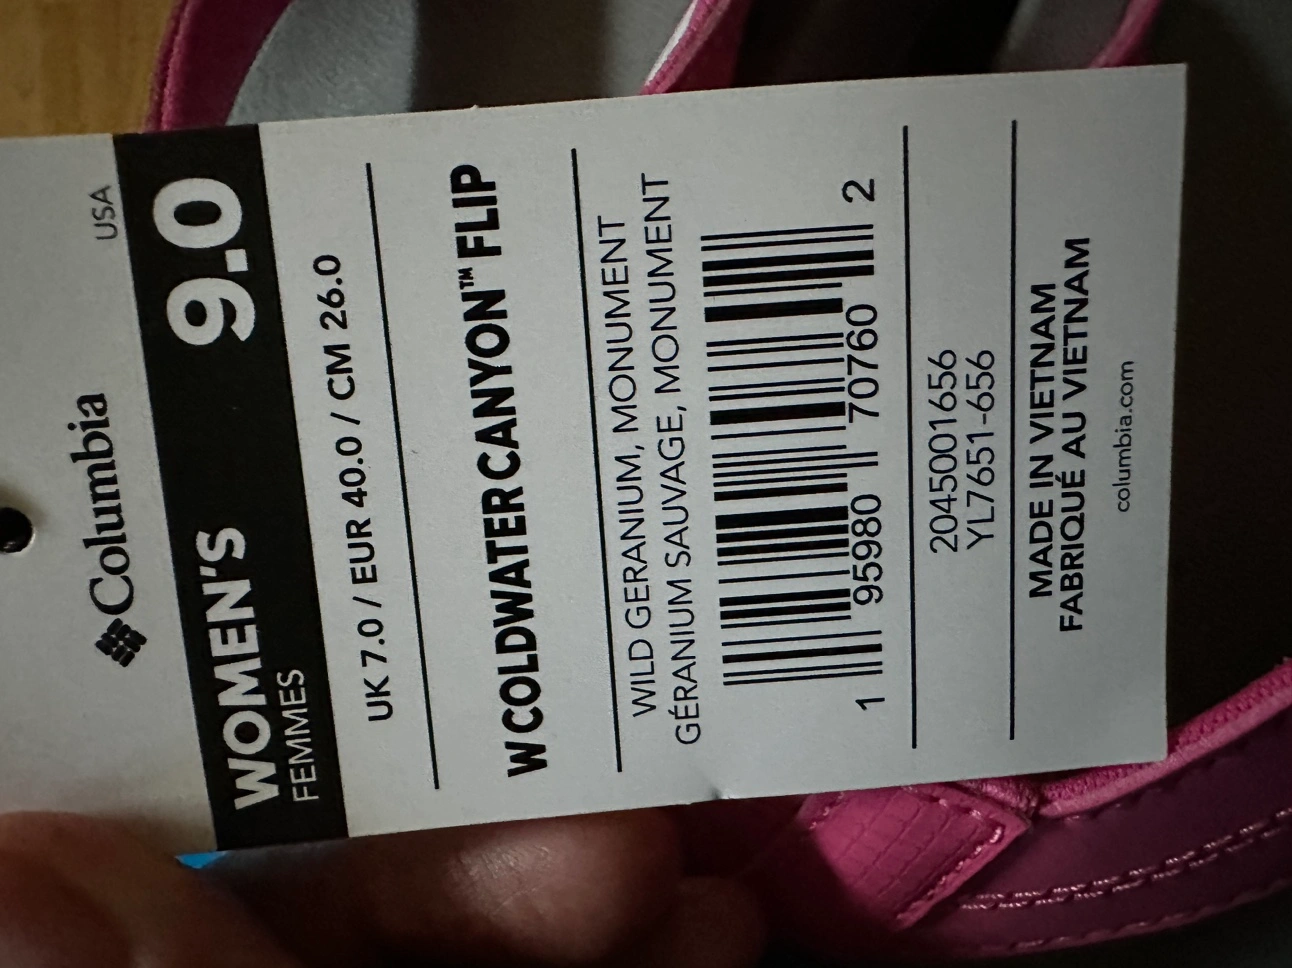 Columbia
USA
WOMEN'S 9.0
FEMMES
UK 7.0 / EUR 40.0 / CM 26.0
W COLDWATER CANYON™ FLIP
WILD GERANIUM, MONUMENT
GÉRANIUM SAUVAGE, MONUMENT
1 95980 70760 2
2045001656
YL7651-656
MADE IN VIETNAM
FABRIQUÉ AU VIETNAM
columbia.com